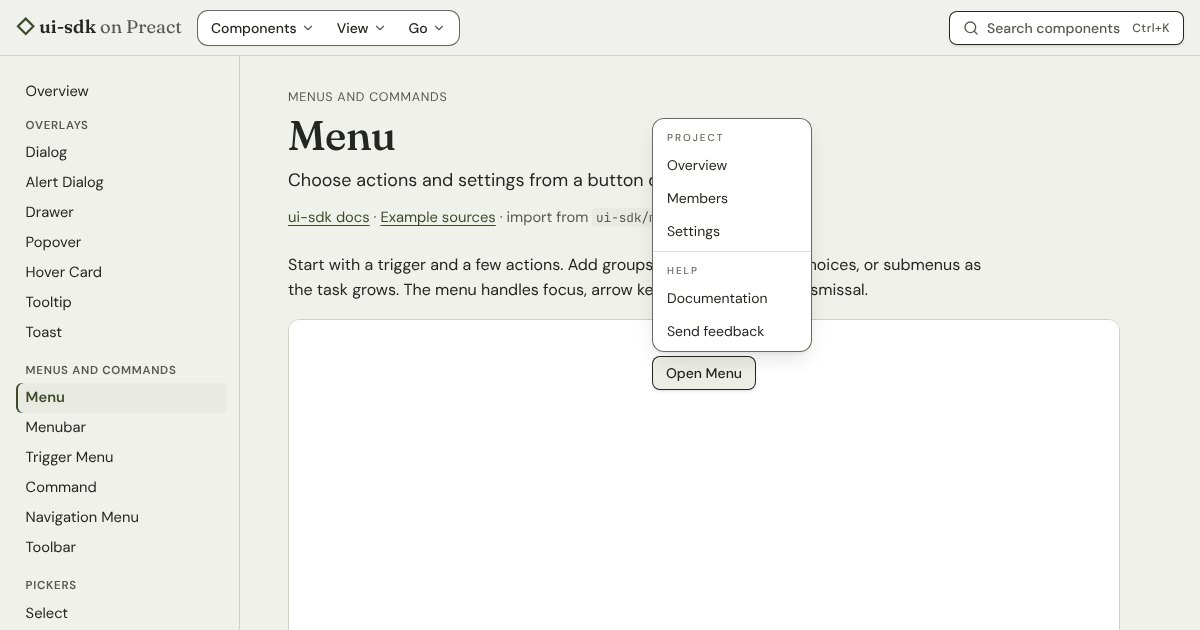 ui-sdk on Preact
Components
View
Go
Search components Ctrl+K
Overview
OVERLAYS
Dialog
Alert Dialog
Drawer
Popover
Hover Card
Tooltip
Toast
MENUS AND COMMANDS
Menu
Menubar
Trigger Menu
Command
Navigation Menu
Toolbar
PICKERS
Select
MENUS AND COMMANDS
Menu
Choose actions and settings from a button
ui-sdk docs · Example sources · import from ui-sdk/
Start with a trigger and a few actions. Add groups or submenus as
the task grows. The menu handles focus, arrow
PROJECT
Overview
Members
Settings
HELP
Documentation
Send feedback
Open Menu